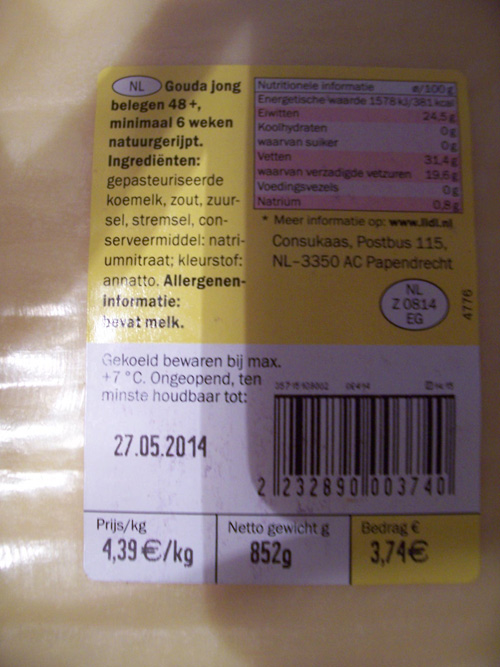 NL Gouda jong
belegen 48+,
minimaal 6 weken
natuurgerijpt.
Ingrediënten:
gepasteuriseerde
koemelk, zout, zuur-
sel, stremsel, con-
serveermiddel: natri-
umnitraat; kleurstof:
annatto. Allergenen-
informatie:
bevat melk.
Nutritionele informatie ø/100 g
Energetische waarde 1578 kJ/381 kcal
Eiwitten 24,5 g
Koolhydraten 0 g
waarvan suiker 0 g
Vetten 31,4 g
waarvan verzadigde vetzuren 19,6 g
Voedingsvezels 0 g
Natrium 0,8 g
* Meer informatie op: www.lidl.nl
Consukaas, Postbus 115,
NL-3350 AC Papendrecht
NL
Z 0814
EG
4776
Gekoeld bewaren bij max.
+7 °C. Ongeopend, ten
minste houdbaar tot:
27.05.2014
2 232890 003740
Prijs/kg
4,39 €/kg
Netto gewicht g
852g
Bedrag €
3,74€